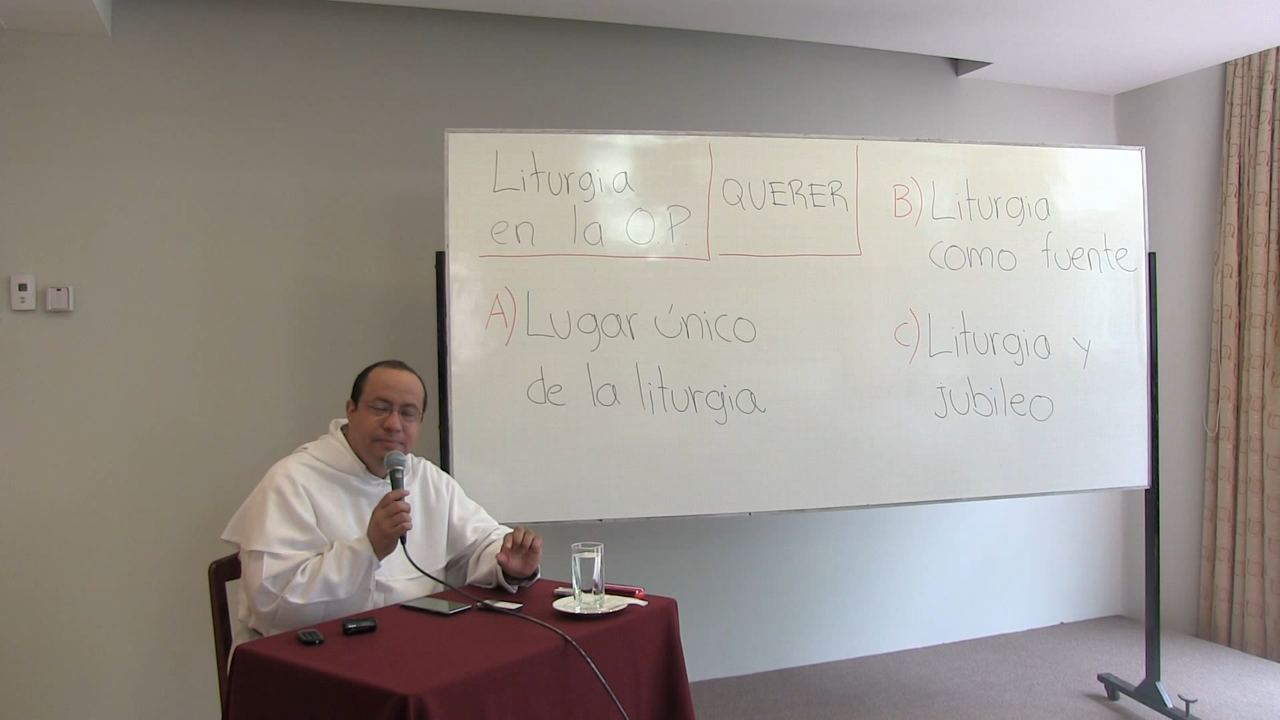 Liturgia
en la O.P.
QUERER
A) Lugar único
de la liturgia
B) Liturgia
como fuente
C) Liturgia y
jubileo